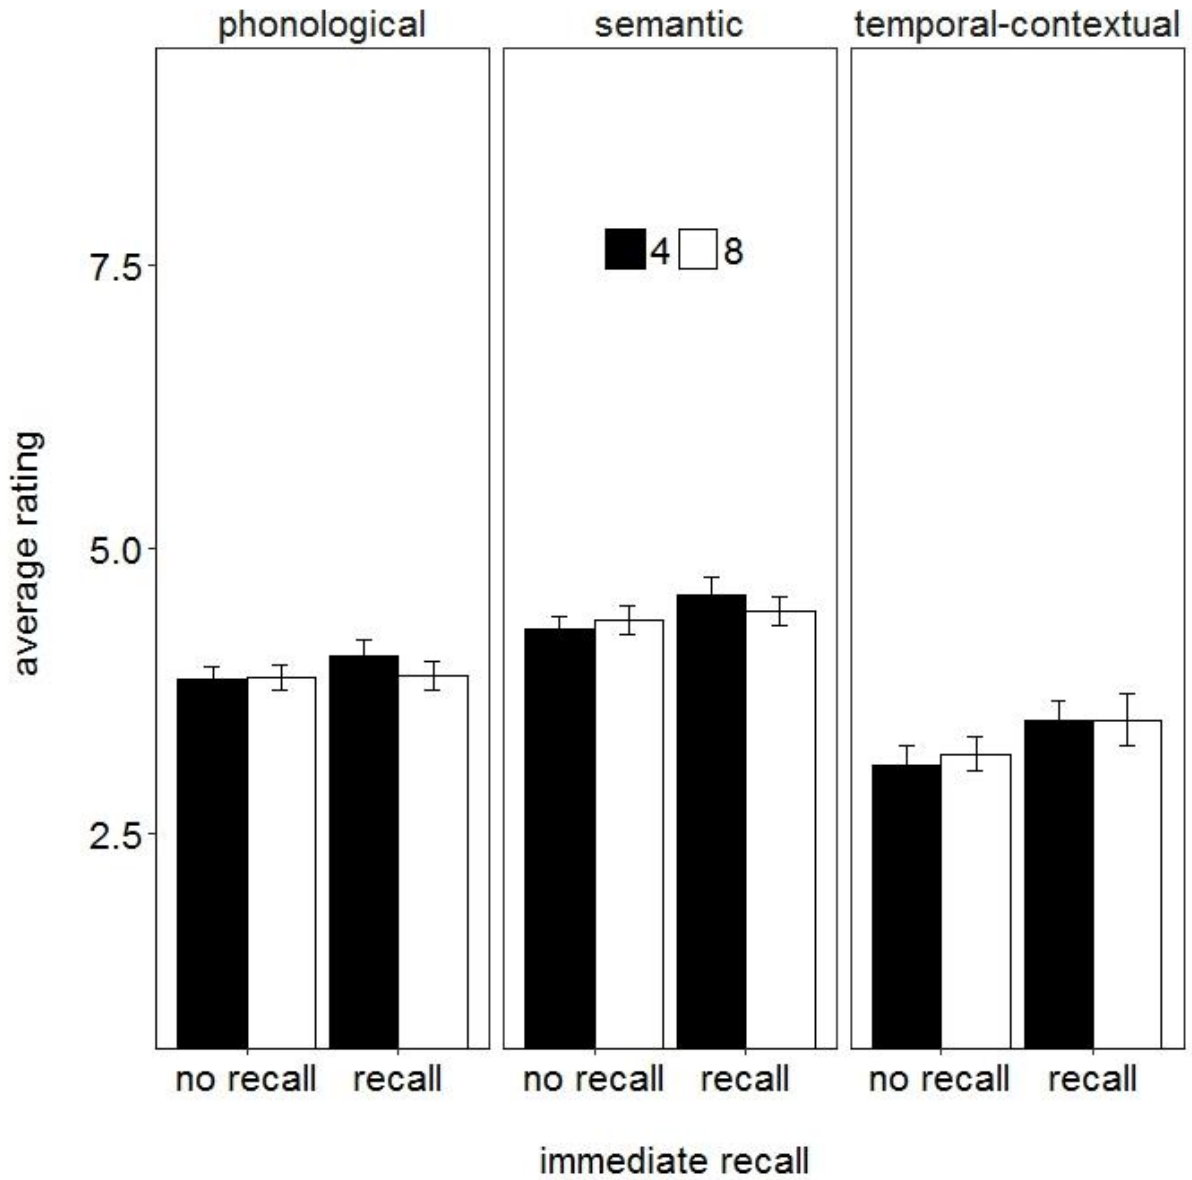 phonological semantic temporal-contextual
4 8
7.5
5.0
2.5
average rating
no recall recall no recall recall no recall recall
immediate recall